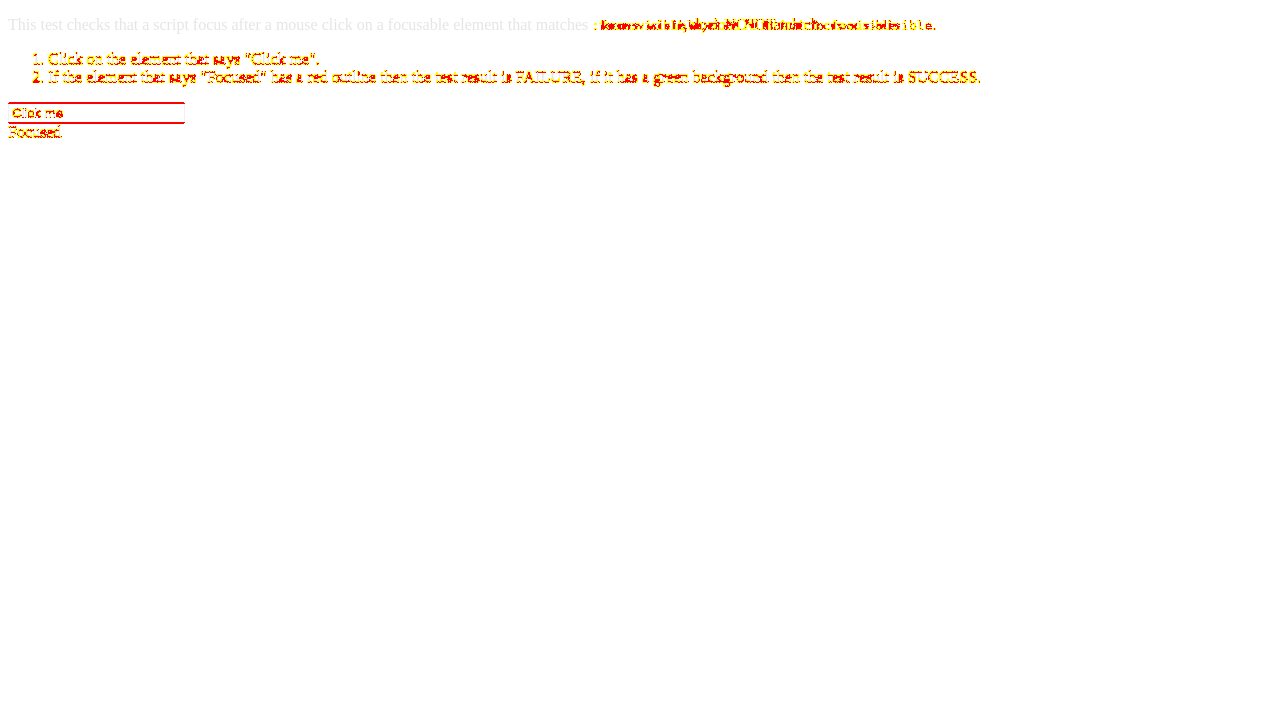 This test checks that a script focus after a mouse click on a focusable element that matches
1. Click on the element that says "Click me".
2. If the element that says "Focused" has a red outline then the test result is FAILURE, if it has a green background then the test result is SUCCESS.
Click me
Focused